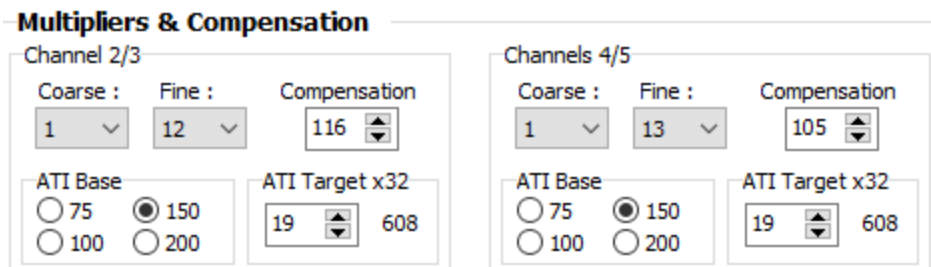 Multipliers & Compensation
Channel 2/3
Channels 4/5
Coarse : Fine : Compensation
Coarse : Fine : Compensation
1 12 116
1 13 105
ATI Base ATI Target x32
ATI Base ATI Target x32
75 150
19 608
100 200
75 150
19 608
100 200